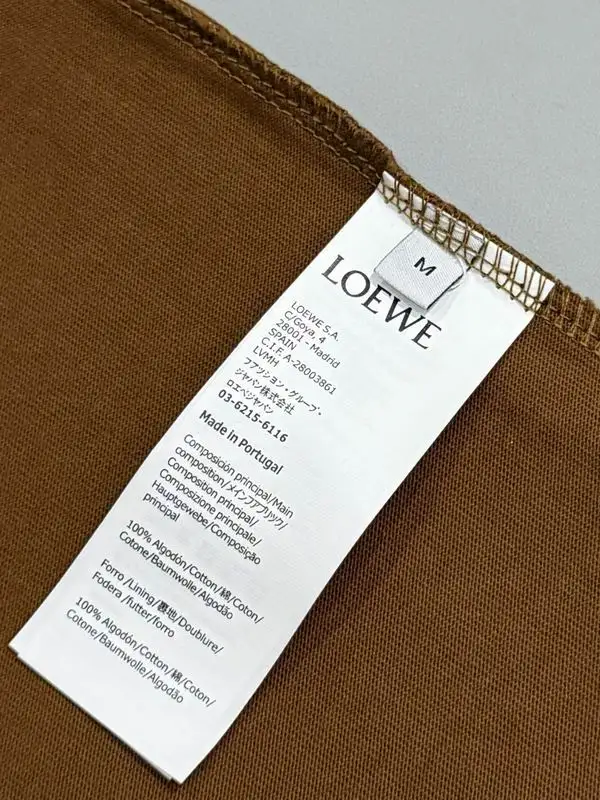 M
LOEWE
LOEWE S.A.
C/Goya, 4
28001 - Madrid
SPAIN
C.I.F. A-28003861
LVMH
ファッション・グループ・
ジャパン株式会社
ロエベジャパン
03-6215-6116
Made in Portugal
Composición principal/Main
composition/メインファブリック/
Composition principal/
Composizione principale/
Hauptgewebe/Composição
principal
100% Algodón/Cotton/綿/Coton/
Cotone/Baumwolle/Algodão
Forro /Lining/裏地/Doublure/
Fodera /futter/forro
100% Algodón/Cotton/綿/Coton/
Cotone/Baumwolle/Algodão